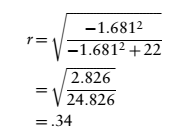 r = √(−1.681² / (−1.681² + 22))
= √(2.826 / 24.826)
= .34